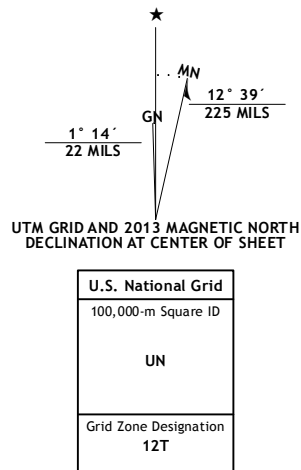 ★
MN
GN
12° 39´
225 MILS
1° 14´
22 MILS
UTM GRID AND 2013 MAGNETIC NORTH
DECLINATION AT CENTER OF SHEET
U.S. National Grid
100,000-m Square ID
UN
Grid Zone Designation
12T